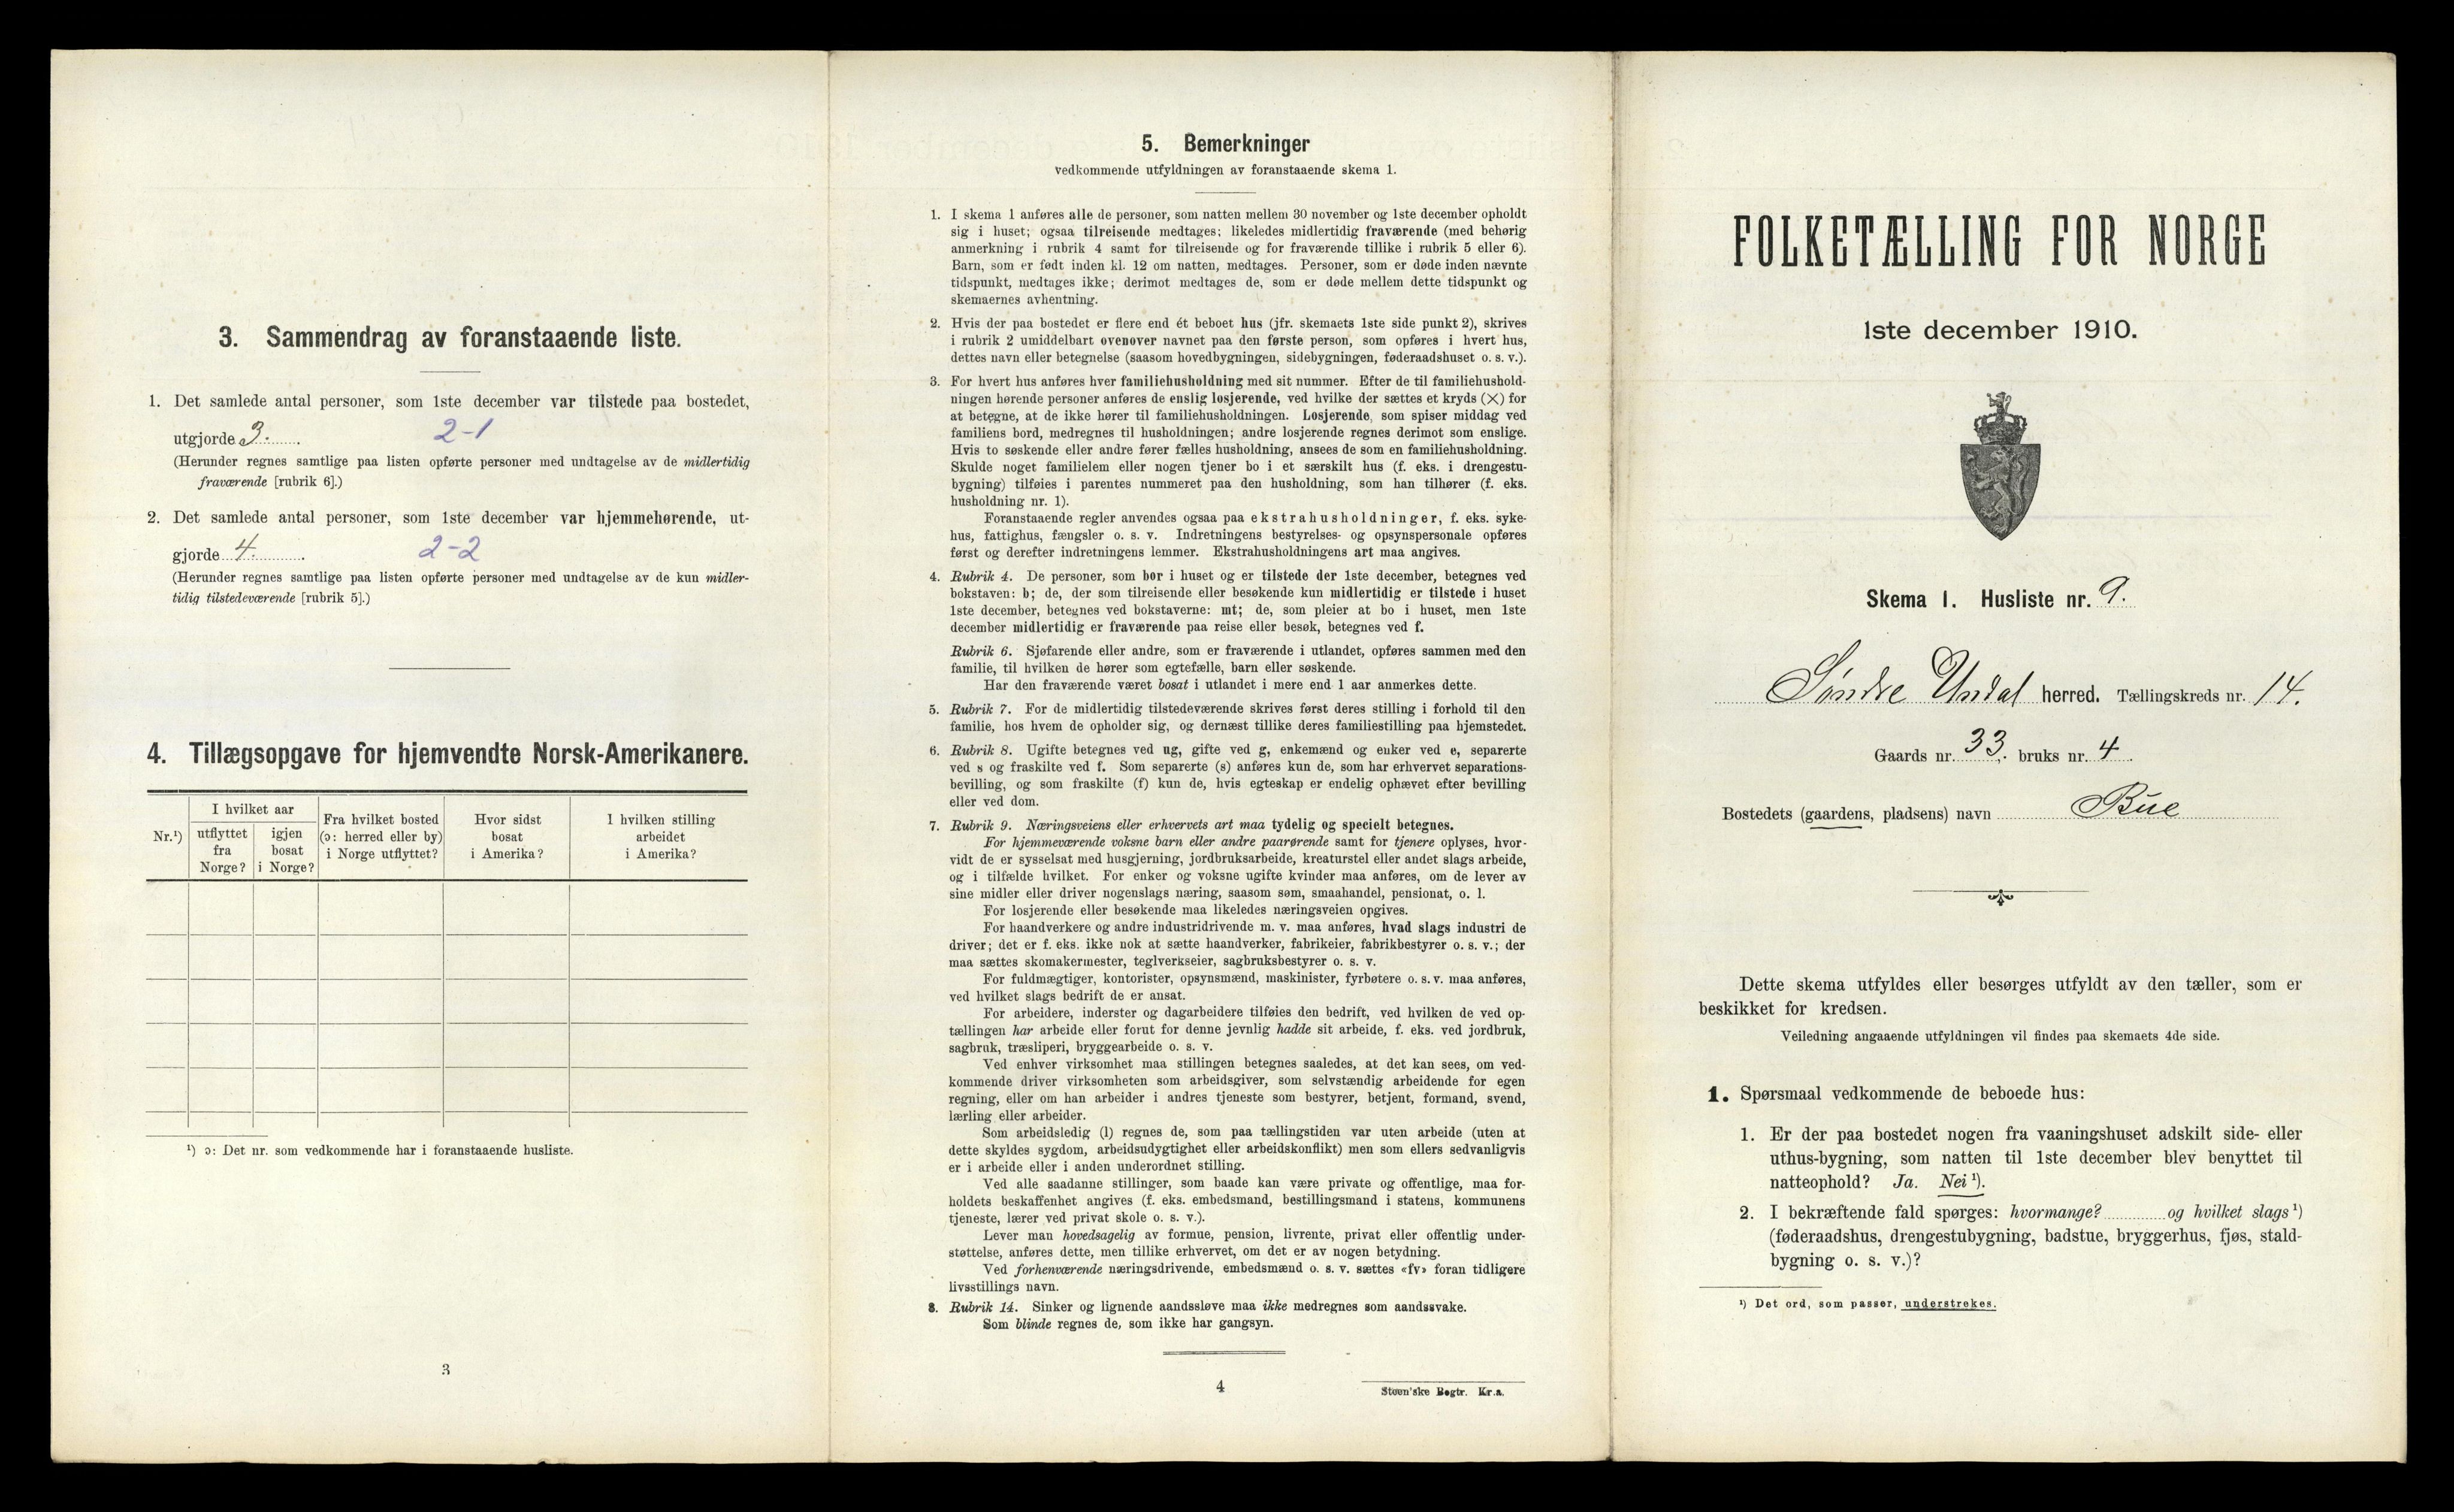 3. Sammendrag av foranstaaende liste.
1. Det samlede antal personer, som 1ste december var tilstede paa bostedet,
utgjorde 3. 2-1
(Herunder regnes samtlige paa listen opførte personer med undtagelse av de midlertidig
fraværende [rubrik 6].)
2. Det samlede antal personer, som 1ste december var hjemmehørende, ut-
gjorde 4. 2-2
(Herunder regnes samtlige paa listen opførte personer med undtagelse av de kun midler-
tidig tilstedeværende [rubrik 5].)
4. Tillægsopgave for hjemvendte Norsk-Amerikanere.
Nr.¹)
I hvilket aar
utflyttet
fra
Norge?
igjen
bosat
i Norge?
Fra hvilket bosted
(ɔ: herred eller by)
i Norge utflyttet?
Hvor sidst
bosat
i Amerika?
I hvilken stilling
arbeidet
i Amerika?
¹) ɔ: Det nr. som vedkommende har i foranstaaende husliste.
3
5. Bemerkninger
vedkommende utfyldningen av foranstaaende skema 1.
1. I skema 1 anføres alle de personer, som natten mellem 30 november og 1ste december opholdt
sig i huset; ogsaa tilreisende medtages; likeledes midlertidig fraværende (med behørig
anmerkning i rubrik 4 samt for tilreisende og for fraværende tillike i rubrik 5 eller 6).
Barn, som er født inden kl. 12 om natten, medtages. Personer, som er døde inden nævnte
tidspunkt, medtages ikke; derimot medtages de, som er døde mellem dette tidspunkt og
skemaernes avhentning.
2. Hvis der paa bostedet er flere end ét beboet hus (jfr. skemaets 1ste side punkt 2), skrives
i rubrik 2 umiddelbart ovenover navnet paa den første person, som opføres i hvert hus,
dettes navn eller betegnelse (saasom hovedbygningen, sidebygningen, føderaadshuset o. s. v.).
3. For hvert hus anføres hver familiehusholdning med sit nummer. Efter de til familiehushold-
ningen hørende personer anføres de enslig losjerende, ved hvilke der sættes et kryds (×) for
at betegne, at de ikke hører til familiehusholdningen. Losjerende, som spiser middag ved
familiens bord, medregnes til husholdningen; andre losjerende regnes derimot som enslige.
Hvis to søskende eller andre fører fælles husholdning, ansees de som en familiehusholdning.
Skulde noget familielem eller nogen tjener bo i et særskilt hus (f. eks. i drengestu-
bygning) tilføies i parentes nummeret paa den husholdning, som han tilhører (f. eks.
husholdning nr. 1).
Foranstaaende regler anvendes ogsaa paa ekstrahusholdninger, f. eks. syke-
hus, fattighus, fængsler o. s. v. Indretningens bestyrelses- og opsynspersonale opføres
først og derefter indretningens lemmer. Ekstrahusholdningens art maa angives.
4. Rubrik 4. De personer, som bor i huset og er tilstede der 1ste december, betegnes ved
bokstaven: b; de, der som tilreisende eller besøkende kun midlertidig er tilstede i huset
1ste december, betegnes ved bokstaverne: mt; de, som pleier at bo i huset, men 1ste
december midlertidig er fraværende paa reise eller besøk, betegnes ved f.
Rubrik 6. Sjøfarende eller andre, som er fraværende i utlandet, opføres sammen med den
familie, til hvilken de hører som egtefælle, barn eller søskende.
Har den fraværende været bosat i utlandet i mere end 1 aar anmerkes dette.
5. Rubrik 7. For de midlertidig tilstedeværende skrives først deres stilling i forhold til den
familie, hos hvem de opholder sig, og dernæst tillike deres familiestilling paa hjemstedet.
6. Rubrik 8. Ugifte betegnes ved ug, gifte ved g, enkemænd og enker ved e, separerte
ved s og fraskilte ved f. Som separerte (s) anføres kun de, som har erhvervet separations-
bevilling, og som fraskilte (f) kun de, hvis egteskap er endelig ophævet efter bevilling
eller ved dom.
7. Rubrik 9. Næringsveiens eller erhvervets art maa tydelig og specielt betegnes.
For hjemmeværende voksne barn eller andre paarørende samt for tjenere oplyses, hvor-
vidt de er sysselsat med husgjerning, jordbruksarbeide, kreaturstel eller andet slags arbeide,
og i tilfælde hvilket. For enker og voksne ugifte kvinder maa anføres, om de lever av
sine midler eller driver nogenslags næring, saasom søm, smaahandel, pensionat, o. l.
For losjerende eller besøkende maa likeledes næringsveien opgives.
For haandverkere og andre industridrivende m. v. maa anføres, hvad slags industri de
driver; det er f. eks. ikke nok at sætte haandverker, fabrikeier, fabrikbestyrer o. s. v.; der
maa sættes skomakermester, teglverkseier, sagbruksbestyrer o. s. v.
For fuldmægtiger, kontorister, opsynsmænd, maskinister, fyrbøtere o. s. v. maa anføres,
ved hvilket slags bedrift de er ansat.
For arbeidere, inderster og dagarbeidere tilføies den bedrift, ved hvilken de ved op-
tællingen har arbeide eller forut for denne jevnlig hadde sit arbeide, f. eks. ved jordbruk,
sagbruk, træsliperi, bryggearbeide o. s. v.
Ved enhver virksomhet maa stillingen betegnes saaledes, at det kan sees, om ved-
kommende driver virksomheten som arbeidsgiver, som selvstændig arbeidende for egen
regning, eller om han arbeider i andres tjeneste som bestyrer, betjent, formand, svend,
lærling eller arbeider.
Som arbeidsledig (l) regnes de, som paa tællingstiden var uten arbeide (uten at
dette skyldes sygdom, arbeidsudygtighet eller arbeidskonflikt) men som ellers sedvanligvis
er i arbeide eller i anden underordnet stilling.
Ved alle saadanne stillinger, som baade kan være private og offentlige, maa for-
holdets beskaffenhet angives (f. eks. embedsmand, bestillingsmand i statens, kommunens
tjeneste, lærer ved privat skole o. s. v.).
Lever man hovedsagelig av formue, pension, livrente, privat eller offentlig under-
støttelse, anføres dette, men tillike erhvervet, om det er av nogen betydning.
Ved forhenværende næringsdrivende, embedsmænd o. s. v. sættes «fv» foran tidligere
livsstillings navn.
8. Rubrik 14. Sinker og lignende aandssløve maa ikke medregnes som aandssvake.
Som blinde regnes de, som ikke har gangsyn.
4
Steen'ske Bogtr. Kr.a.
FOLKETÆLLING FOR NORGE
1ste december 1910.
Skema 1. Husliste nr. 9.
Søndre Undal herred. Tællingskreds nr. 14.
Gaards nr. 33. bruks nr. 4.
Bostedets (gaardens, pladsens) navn Büe
Dette skema utfyldes eller besørges utfyldt av den tæller, som er
beskikket for kredsen.
Veiledning angaaende utfyldningen vil findes paa skemaets 4de side.
1. Spørsmaal vedkommende de beboede hus:
1. Er der paa bostedet nogen fra vaaningshuset adskilt side- eller
uthus-bygning, som natten til 1ste december blev benyttet til
natteophold? Ja. Nei ¹).
2. I bekræftende fald spørges: hvormange? og hvilket slags ¹)
(føderaadshus, drengestubygning, badstue, bryggerhus, fjøs, stald-
bygning o. s. v.)?
¹) Det ord, som passer, understrekes.